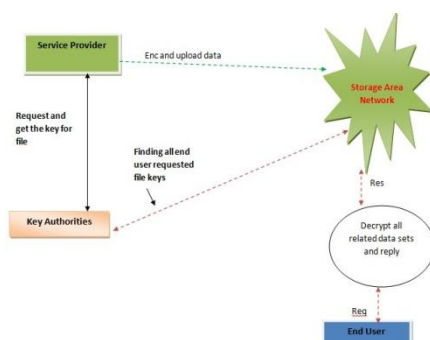 Service Provider
Enc and upload data
Storage Area
Network
Request and
get the key for
file
Finding all end
user requested
file keys
Res
Key Authorities
Decrypt all
related data sets
and reply
Req
End User